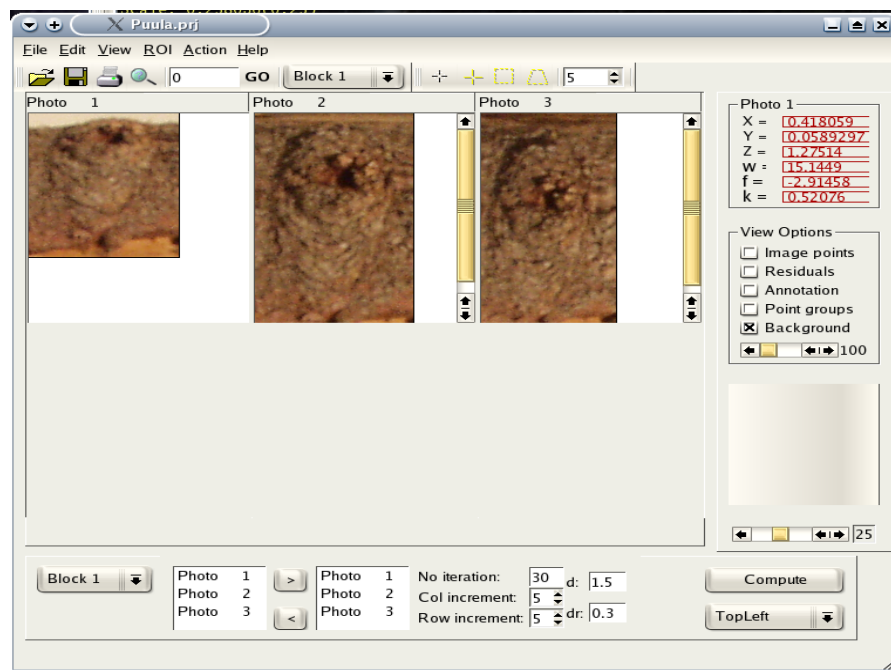 Puula.prj
File Edit View ROI Action Help
0 GO Block 1 5
Photo 1 Photo 2 Photo 3
Photo 1
X = 0.418059
Y = 0.0589297
Z = 1.27514
w = 15.1449
f = -2.91458
k = 0.52076
View Options
Image points
Residuals
Annotation
Point groups
Background
100
25
Block 1
Photo 1
Photo 2
Photo 3
>
<
Photo 1
Photo 2
Photo 3
No iteration: 30 d: 1.5
Col increment: 5
Row increment: 5 dr: 0.3
Compute
TopLeft